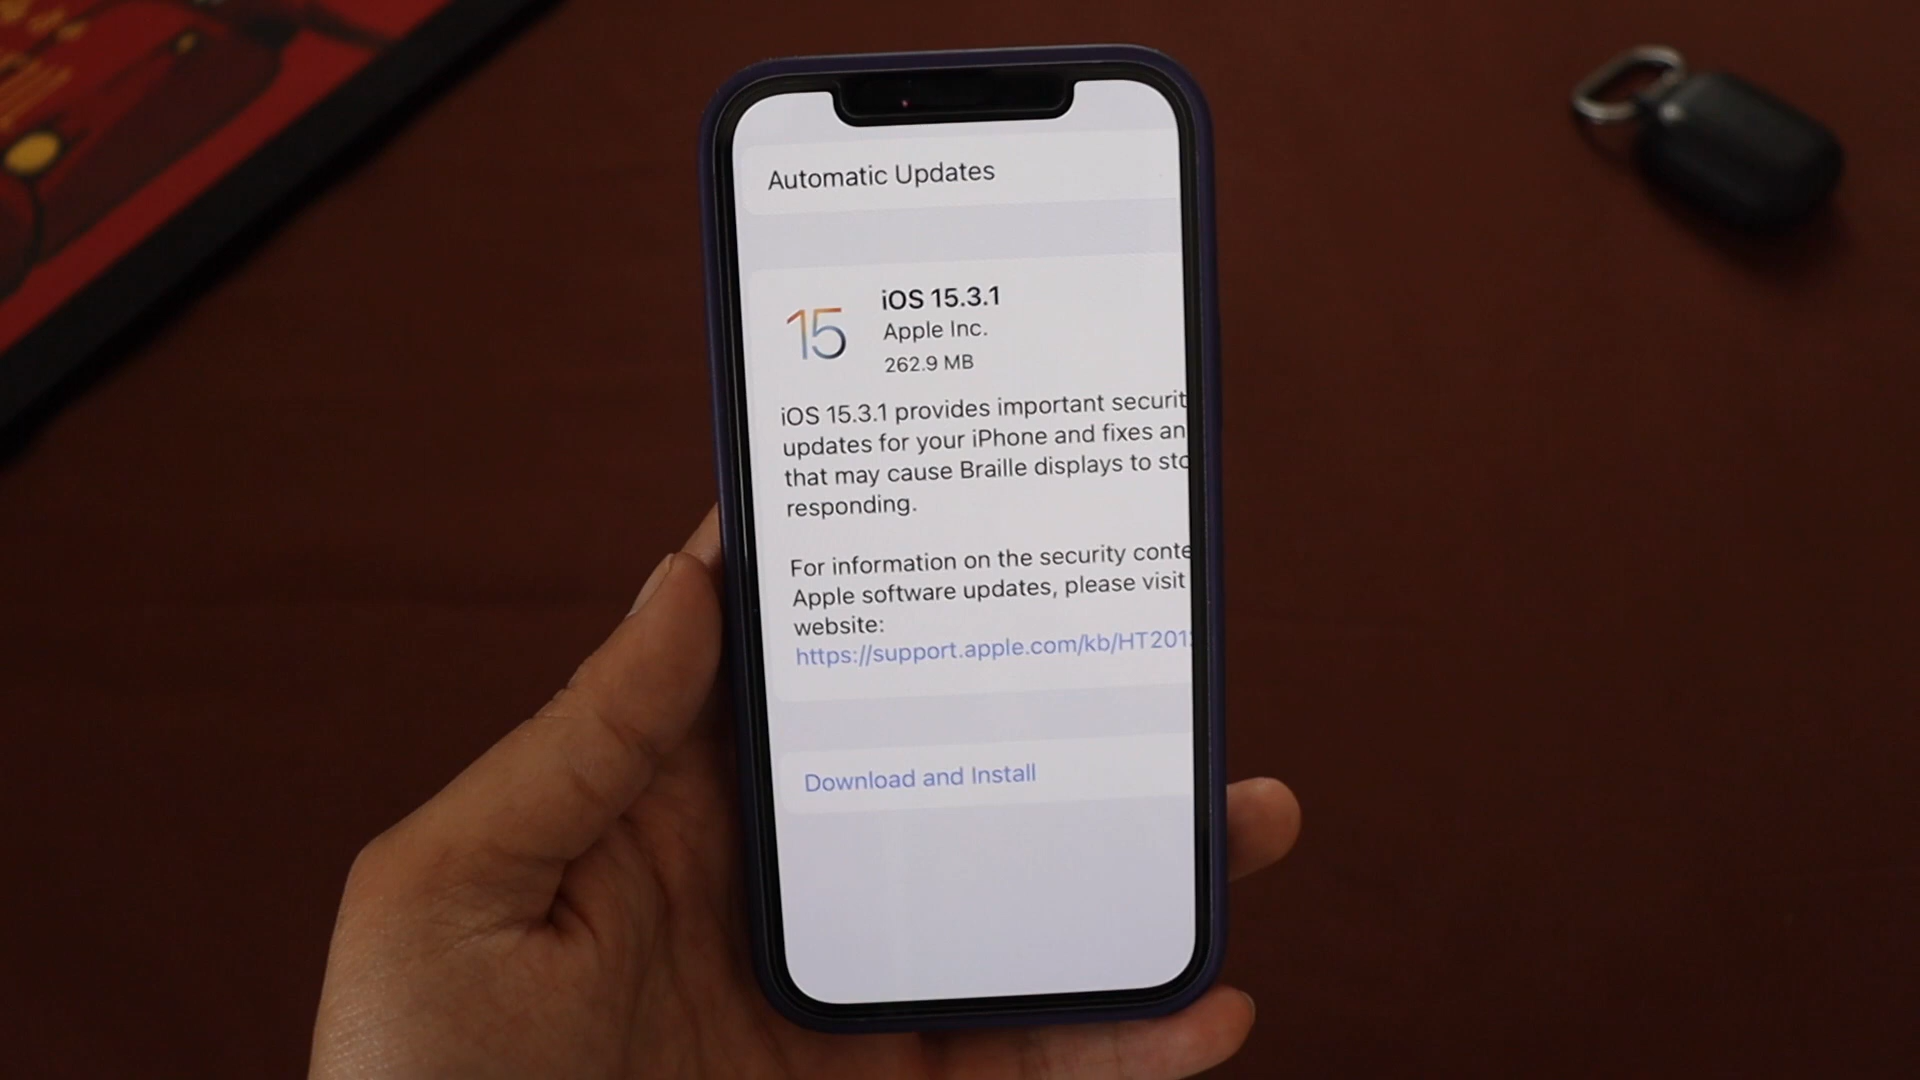 Automatic Updates
15
iOS 15.3.1
Apple Inc.
262.9 MB
iOS 15.3.1 provides important securit
updates for your iPhone and fixes an
that may cause Braille displays to sto
responding.
For information on the security conte
Apple software updates, please visit
website:
https://support.apple.com/kb/HT201
Download and Install